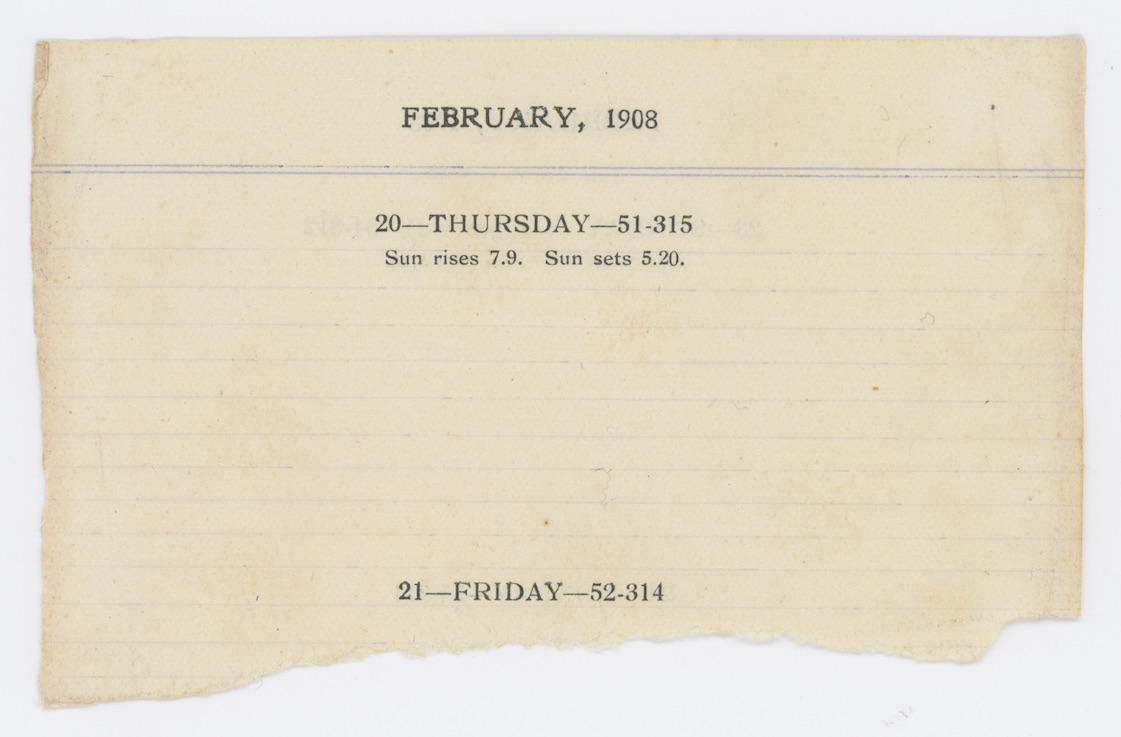 FEBRUARY, 1908
20—THURSDAY—51-315
Sun rises 7.9. Sun sets 5.20.
21—FRIDAY—52-314